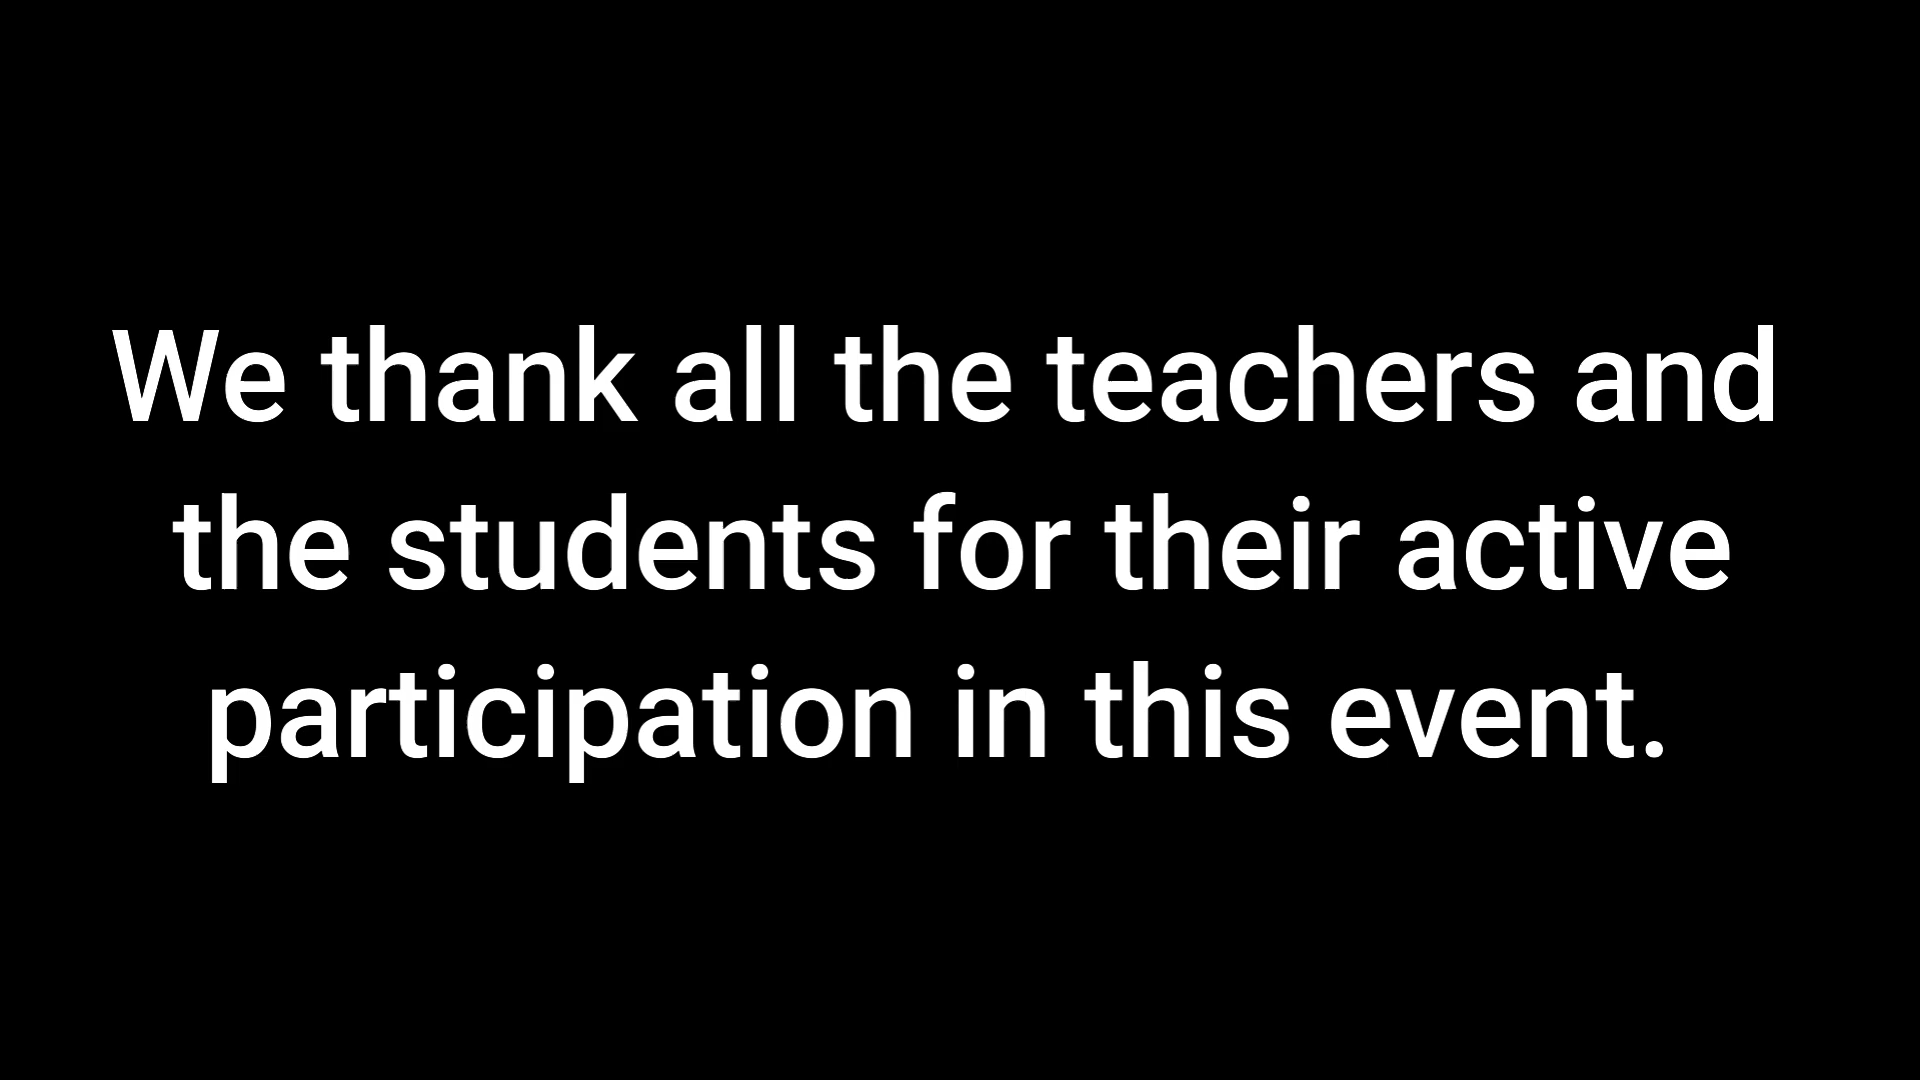 We thank all the teachers and
the students for their active
participation in this event.